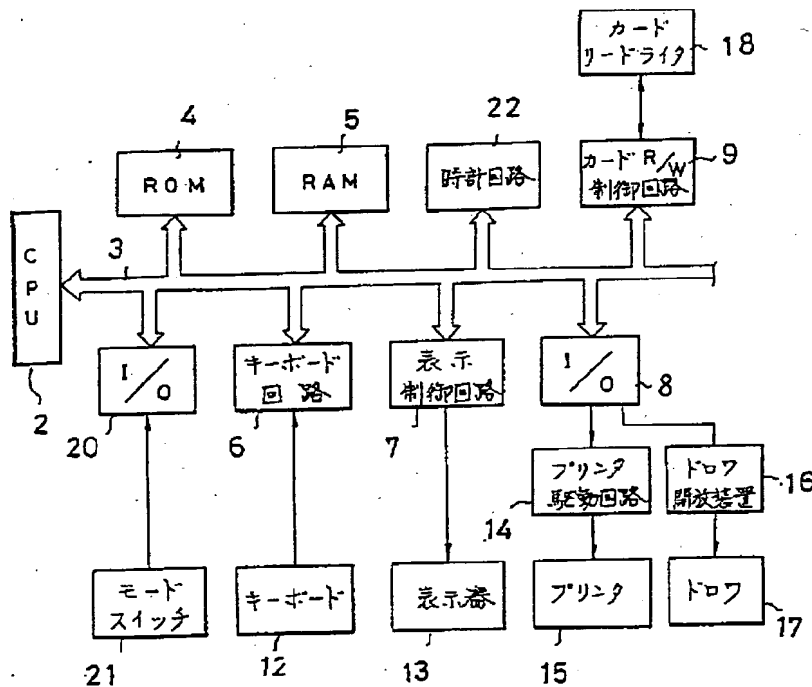 カード
リードライタ
18
4
5
22
ROM
RAM
時計回路
カード R/W
制御回路
9
3
CPU
2
I/O
20
キーボード
回路
6
表示
制御回路
7
I/O
8
プリンタ
駆動回路
14
ドロワ
開放装置
16
モード
スイッチ
21
キーボード
12
表示器
13
プリンタ
15
ドロワ
17